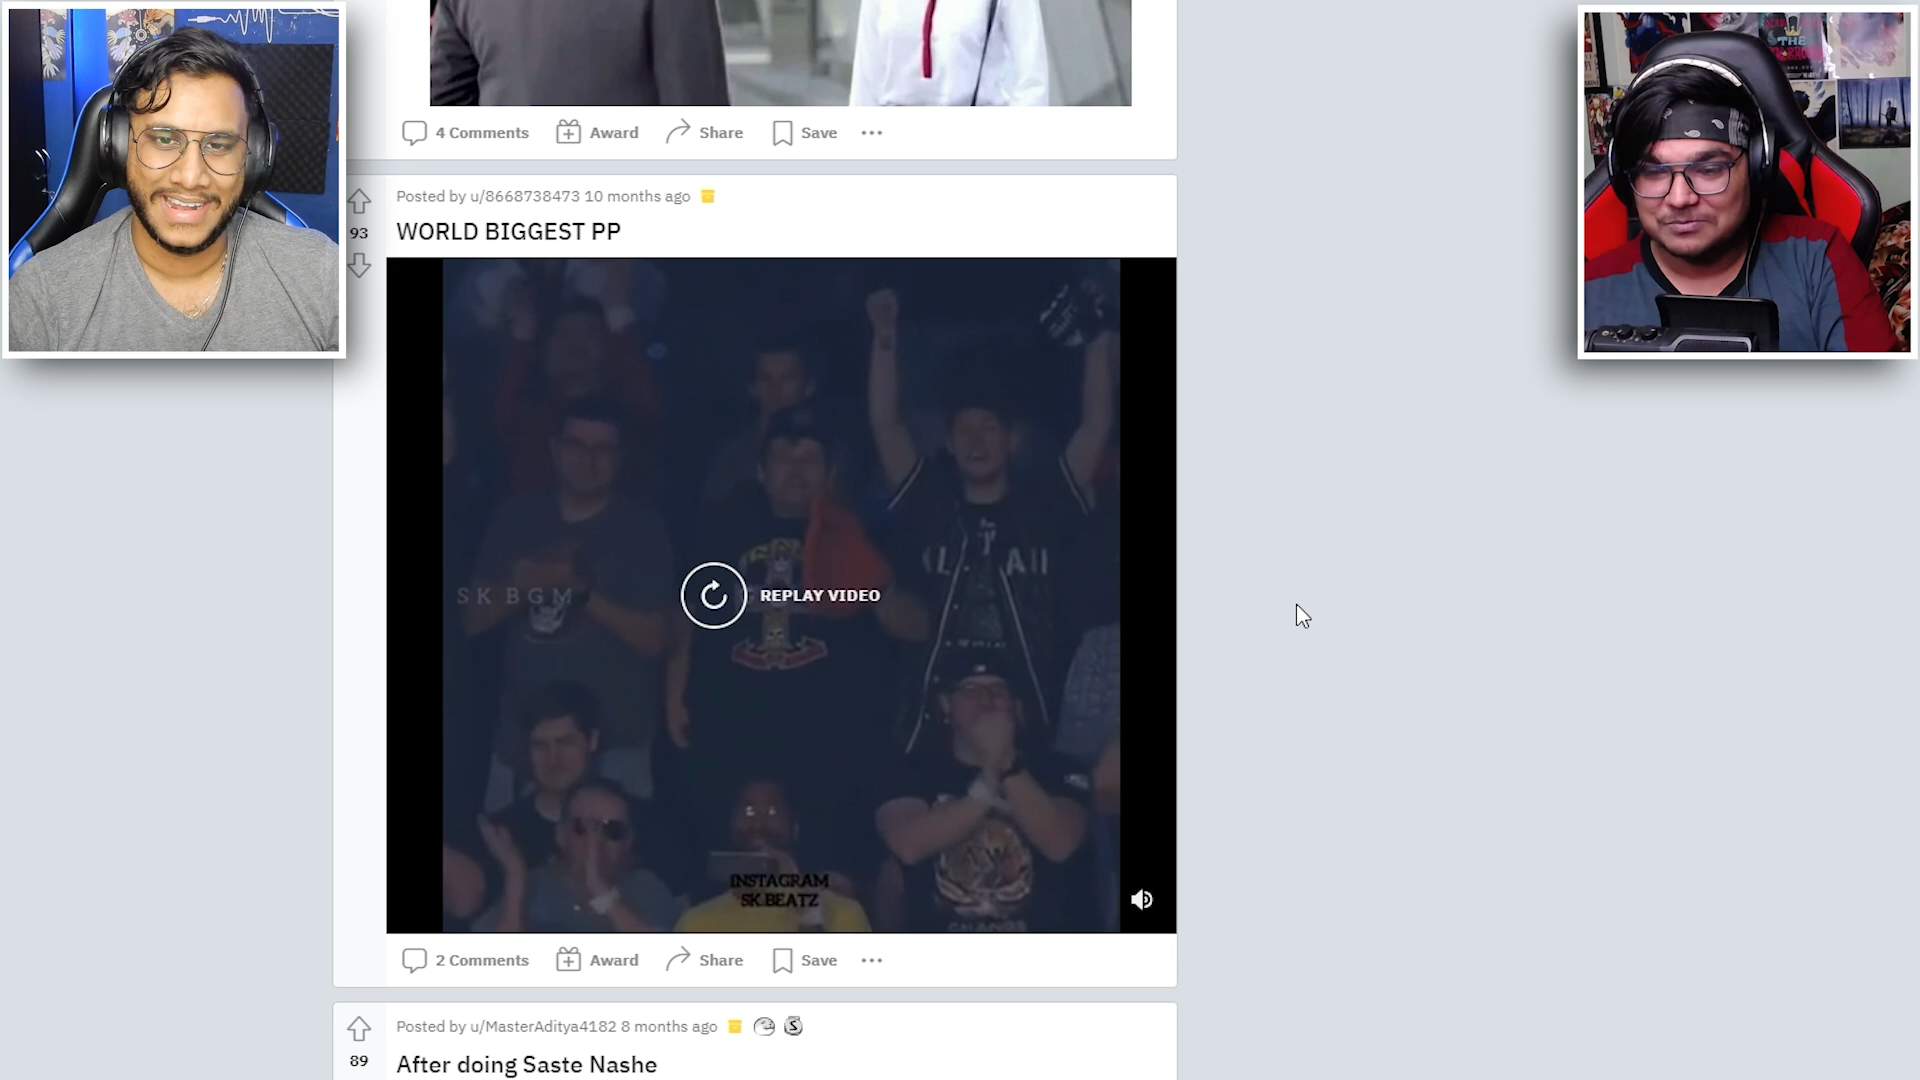 4 Comments Award Share Save
Posted by u/8668738473 10 months ago
93
WORLD BIGGEST PP
SK BGM
REPLAY VIDEO
INSTAGRAM
SK.BEATZ
2 Comments Award Share Save
Posted by u/MasterAditya4182 8 months ago
89
After doing Saste Nashe